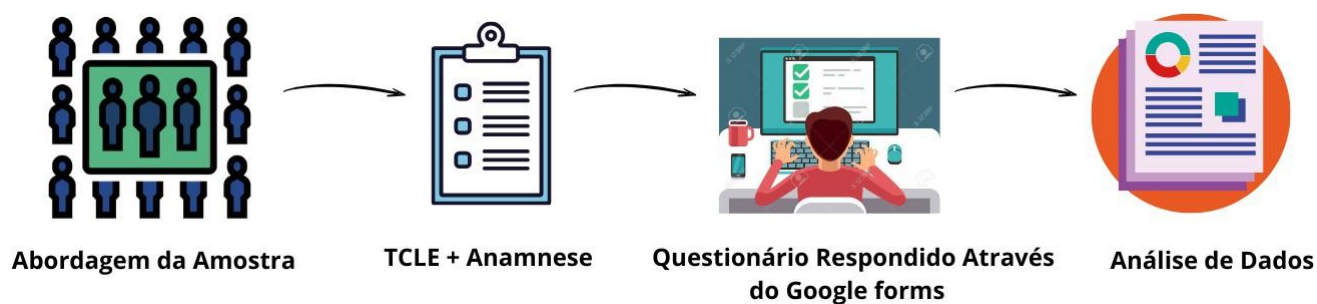 Abordagem da Amostra
TCLE + Anamnese
Questionário Respondido Através
do Google forms
Análise de Dados